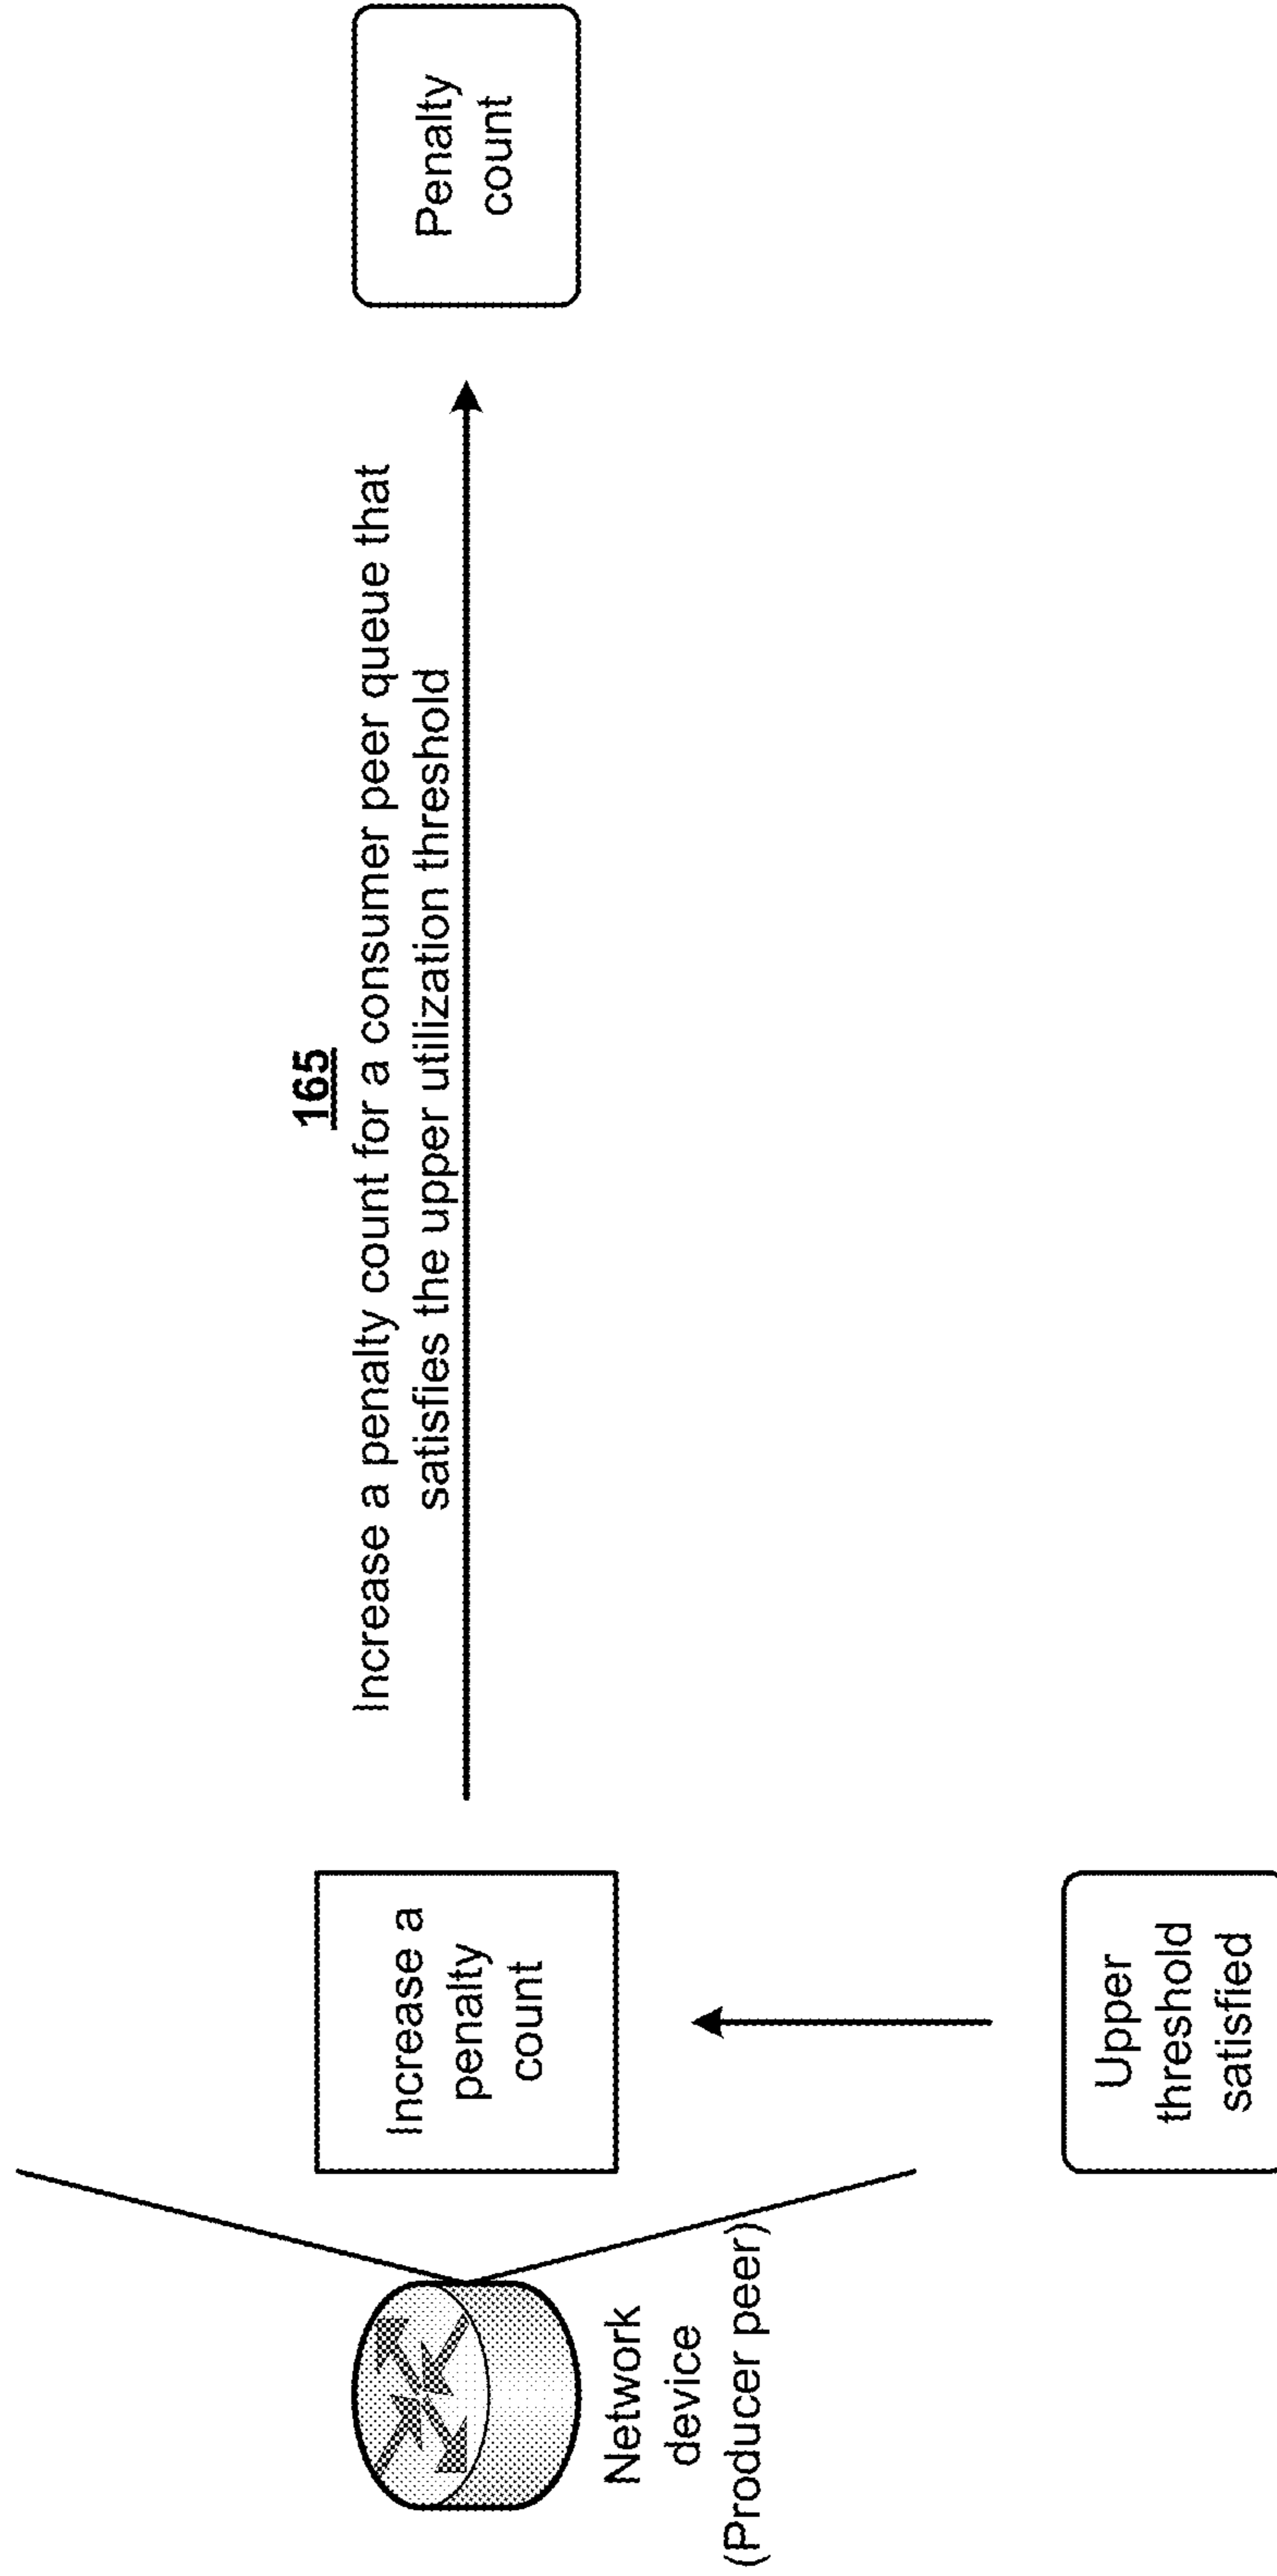 165
Increase a penalty count for a consumer peer queue that
satisfies the upper utilization threshold
Network
device
(Producer peer)
Increase a
penalty
count
Penalty
count
Upper
threshold
satisfied